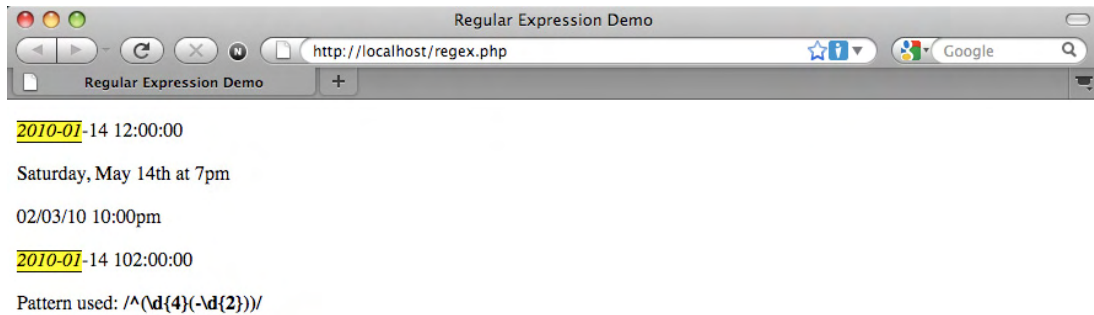 Regular Expression Demo
http://localhost/regex.php
Google
Regular Expression Demo
2010-01-14 12:00:00
Saturday, May 14th at 7pm
02/03/10 10:00pm
2010-01-14 102:00:00
Pattern used: /^(\d{4}(-\d{2}))/